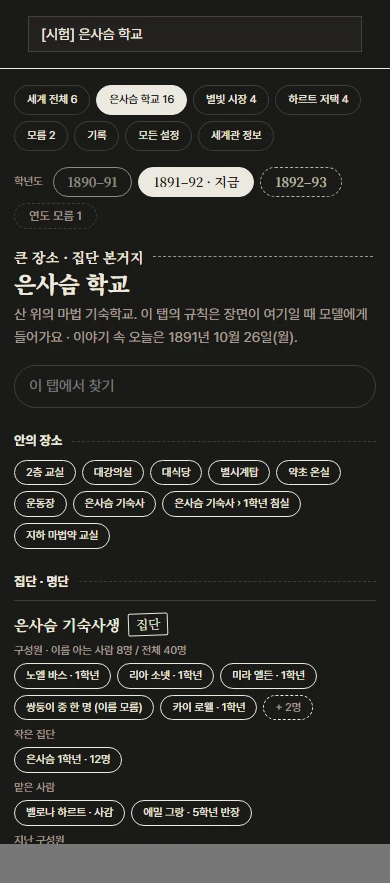 [시험] 은사슴 학교
세계 전체 6 은사슴 학교 16 별빛 시장 4 하르트 저택 4
모름 2 기록 모든 설정 세계관 정보
학년도 1890–91 1891–92 · 지금 1892–93
연도 모름 1
큰 장소 · 집단 본거지
은사슴 학교
산 위의 마법 기숙학교. 이 탭의 규칙은 장면이 여기일 때 모델에게
들어가요 · 이야기 속 오늘은 1891년 10월 26일(월).
이 탭에서 찾기
안의 장소
2층 교실 대강의실 대식당 별시계탑 약초 온실
운동장 은사슴 기숙사 은사슴 기숙사 › 1학년 침실
지하 마법약 교실
집단 · 명단
은사슴 기숙사생 집단
구성원 · 이름 아는 사람 8명 / 전체 40명
노엘 바스 · 1학년 리아 소넷 · 1학년 미라 엘든 · 1학년
쌍둥이 중 한 명 (이름 모름) 카이 로웰 · 1학년 + 2명
작은 집단
은사슴 1학년 · 12명
맡은 사람
벨로나 하르트 · 사감 에밀 그랑 · 5학년 반장
지난 구성원